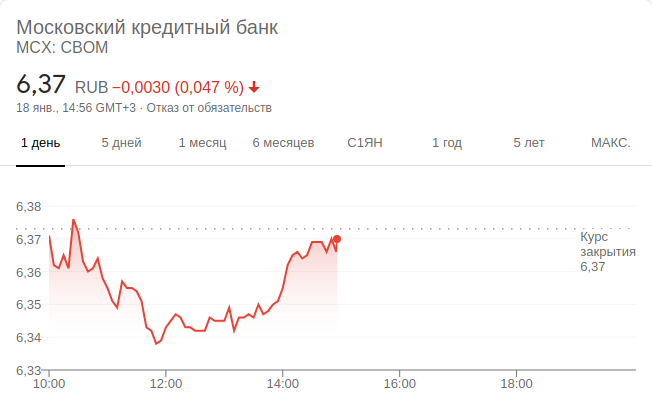 Московский кредитный банк
MCX: CBOM
6,37 RUB −0,0030 (0,047 %) ↓
18 янв., 14:56 GMT+3 · Отказ от обязательств
1 день 5 дней 1 месяц 6 месяцев С1ЯН 1 год 5 лет МАКС.
6,38
6,37
6,36
6,35
6,34
6,33
Курс
закрытия
6,37
10:00 12:00 14:00 16:00 18:00